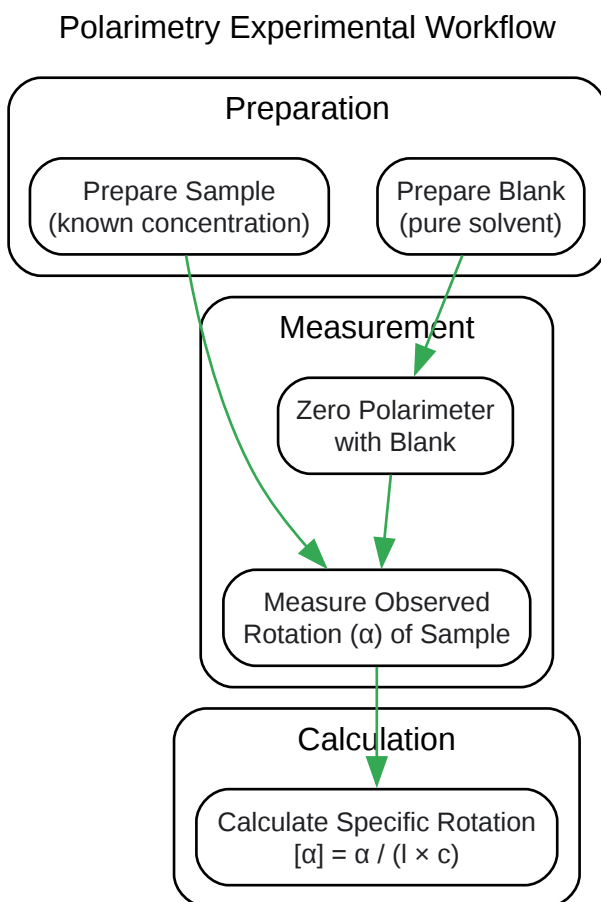 Polarimetry Experimental Workflow
Preparation
Prepare Sample
(known concentration)
Prepare Blank
(pure solvent)
Measurement
Zero Polarimeter
with Blank
Measure Observed
Rotation (α) of Sample
Calculation
Calculate Specific Rotation
[α] = α / (l × c)